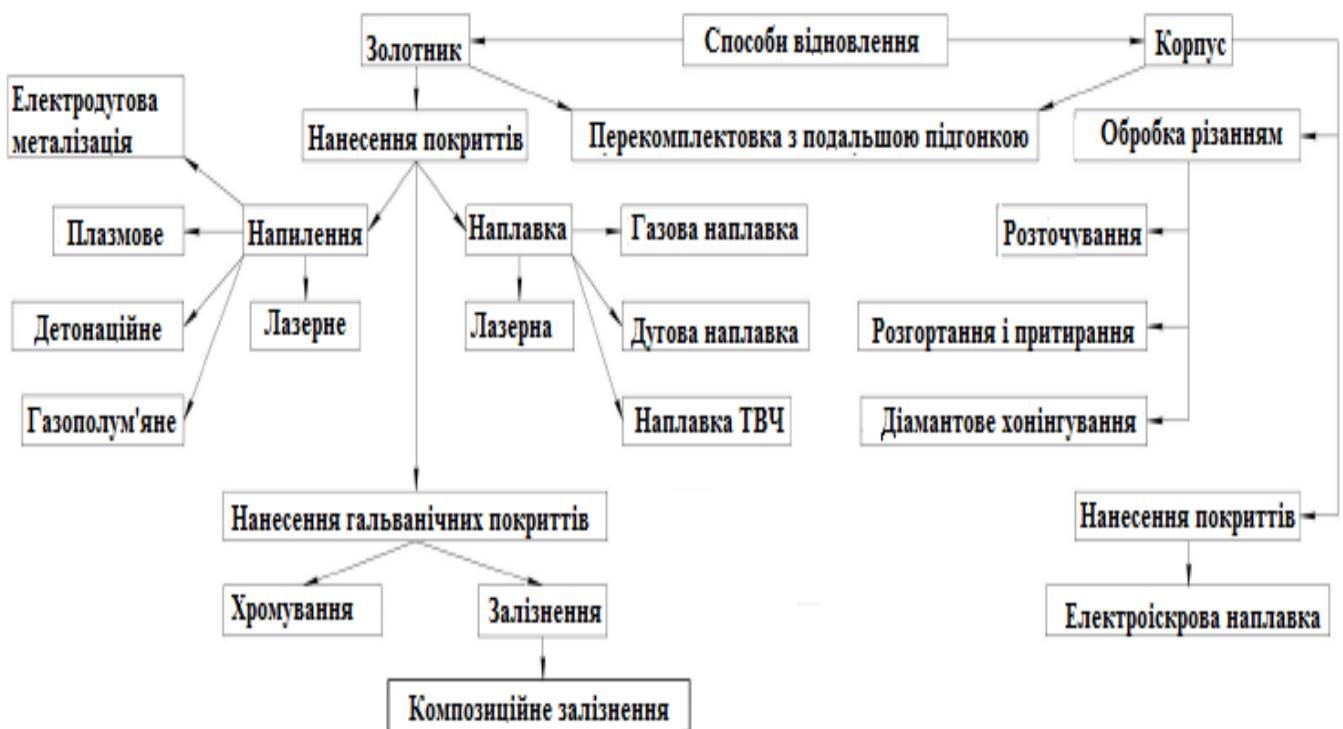 Способи відновлення
Золотник
Корпус
Електродугова
металізація
Нанесення покриттів
Перекомплектовка з подальшою підгонкою
Обробка різанням
Плазмове
Напилення
Наплавка
Газова наплавка
Розточування
Детонаційне
Лазерне
Лазерна
Дугова наплавка
Розгортання і притирання
Газополум'яне
Наплавка ТВЧ
Діамантове хонінгування
Нанесення гальванічних покриттів
Нанесення покриттів
Хромування
Залізнення
Електроіскрова наплавка
Композиційне залізнення